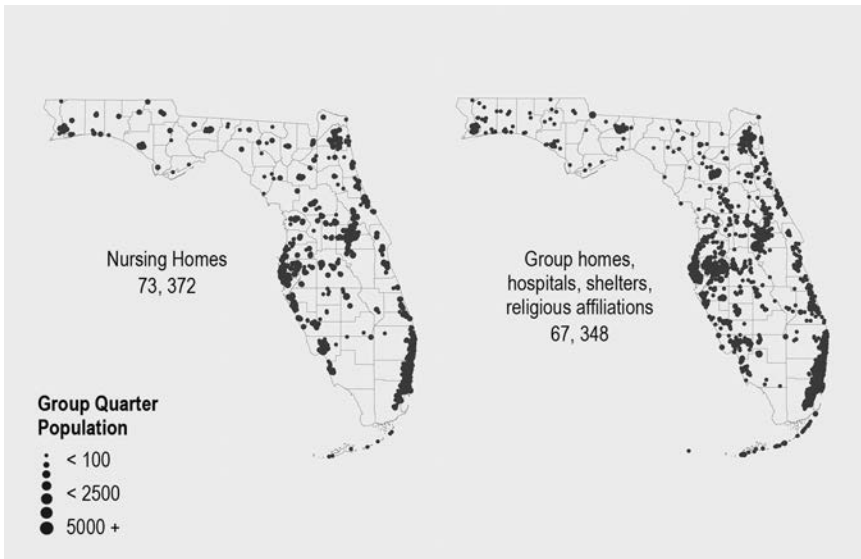 Nursing Homes
73, 372
Group homes,
hospitals, shelters,
religious affiliations
67, 348
Group Quarter
Population
< 100
< 2500
5000 +